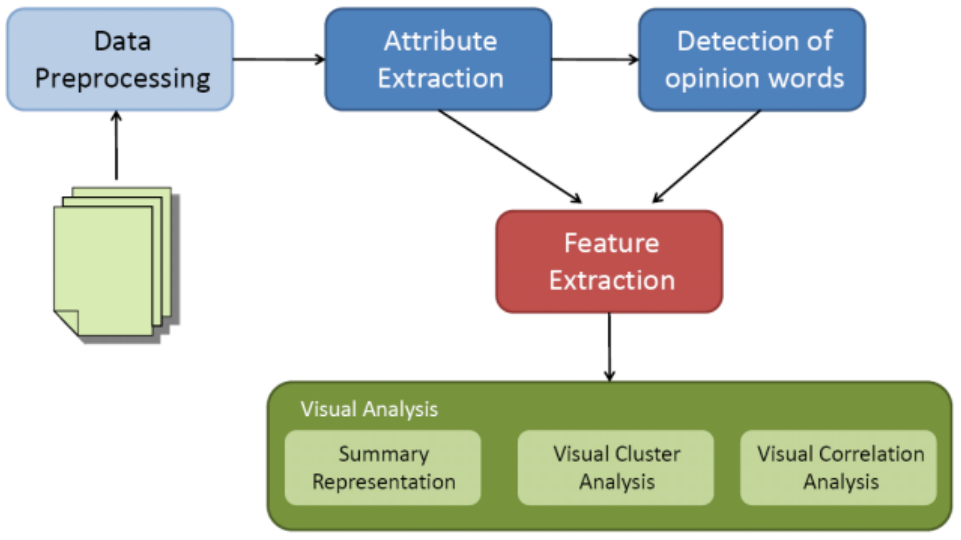 Data
Preprocessing
Attribute
Extraction
Detection of
opinion words
Feature
Extraction
Visual Analysis
Summary
Representation
Visual Cluster
Analysis
Visual Correlation
Analysis